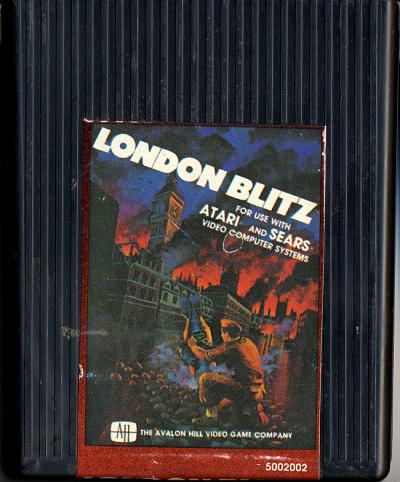 LONDON BLITZ
FOR USE WITH
ATARI AND SEARS
VIDEO COMPUTER SYSTEMS
AH THE AVALON HILL VIDEO GAME COMPANY
5002002